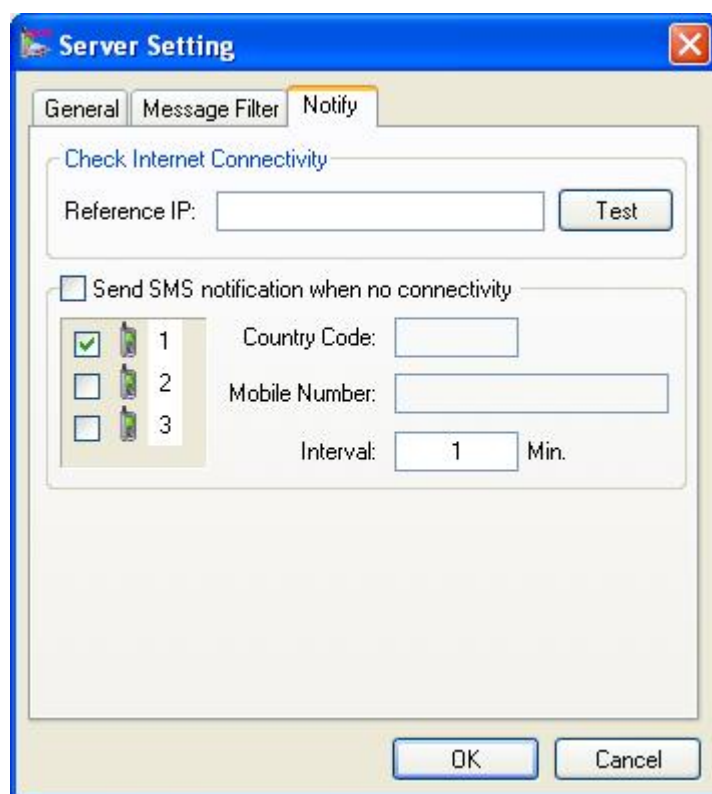 Server Setting
General Message Filter Notify
Check Internet Connectivity
Reference IP: Test
Send SMS notification when no connectivity
1 Country Code:
2 Mobile Number:
3
Interval: 1 Min.
OK Cancel